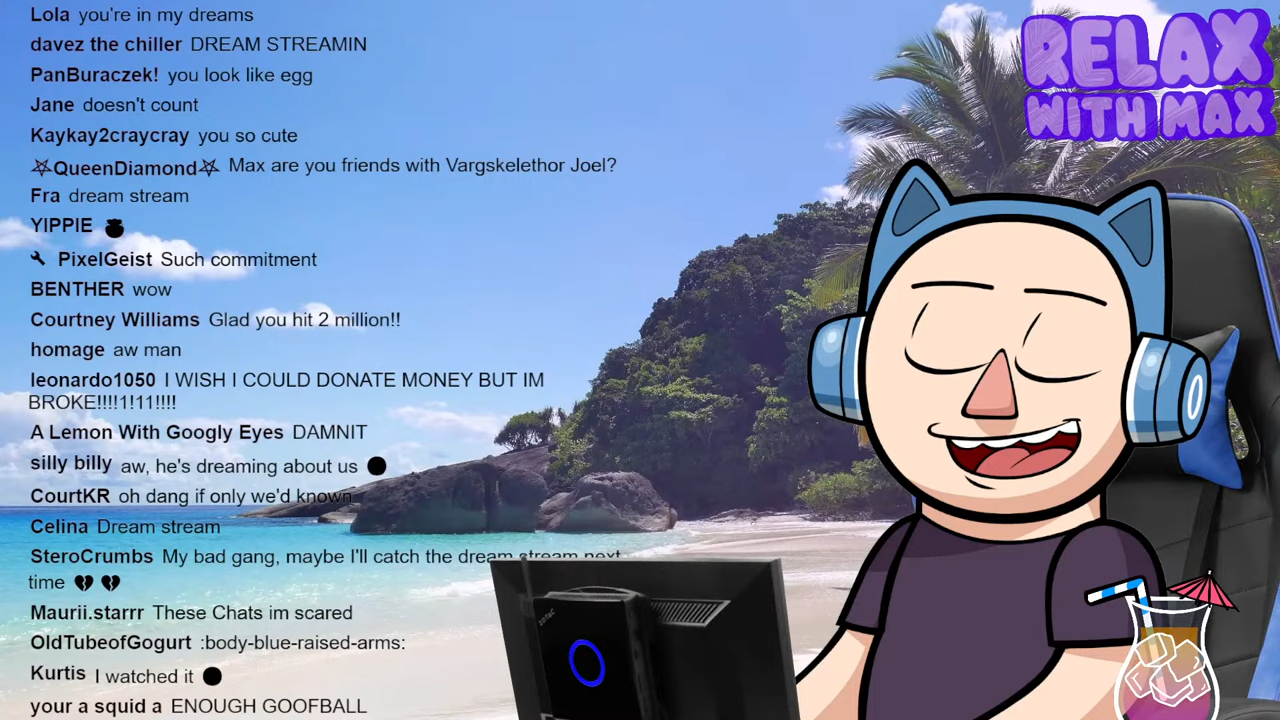 Lola you're in my dreams
davez the chiller DREAM STREAMIN
PanBuraczek! you look like egg
Jane doesn't count
Kaykay2craycray you so cute
⛧QueenDiamond⛧ Max are you friends with Vargskelethor Joel?
Fra dream stream
YIPPIE
PixelGeist Such commitment
BENTHER wow
Courtney Williams Glad you hit 2 million!!
homage aw man
leonardo1050 I WISH I COULD DONATE MONEY BUT IM
BROKE!!!!1!11!!!!
A Lemon With Googly Eyes DAMNIT
silly billy aw, he's dreaming about us
CourtKR oh dang if only we'd known
Celina Dream stream
SteroCrumbs My bad gang, maybe I'll catch the dream stream next
time 💔 💔
Maurii.starrr These Chats im scared
OldTubeofGogurt :body-blue-raised-arms:
Kurtis I watched it
your a squid a ENOUGH GOOFBALL
RELAX
WITH MAX
ZOTAC